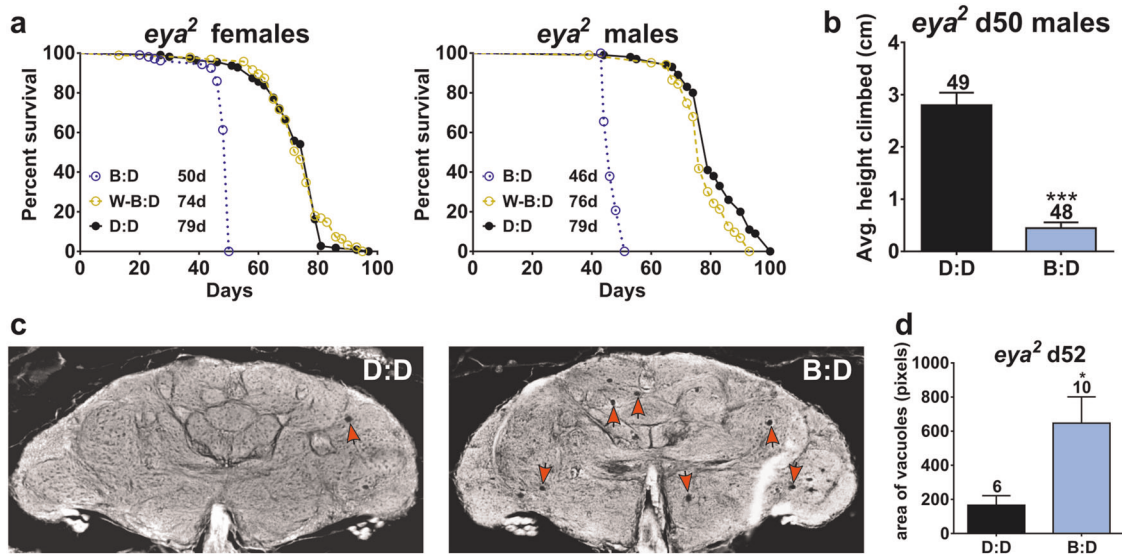 a
eya² females
Percent survival
100
80
60
40
20
0
B:D 50d
W-B:D 74d
D:D 79d
0 20 40 60 80 100
Days
eya² males
Percent survival
100
80
60
40
20
0
B:D 46d
W-B:D 76d
D:D 79d
0 20 40 60 80 100
Days
b
eya² d50 males
Avg. height climbed (cm)
4
3
2
1
0
49
***
48
D:D B:D
c
D:D
B:D
d
eya² d52
area of vacuoles (pixels)
1000
800
600
400
200
0
6
*
10
D:D B:D